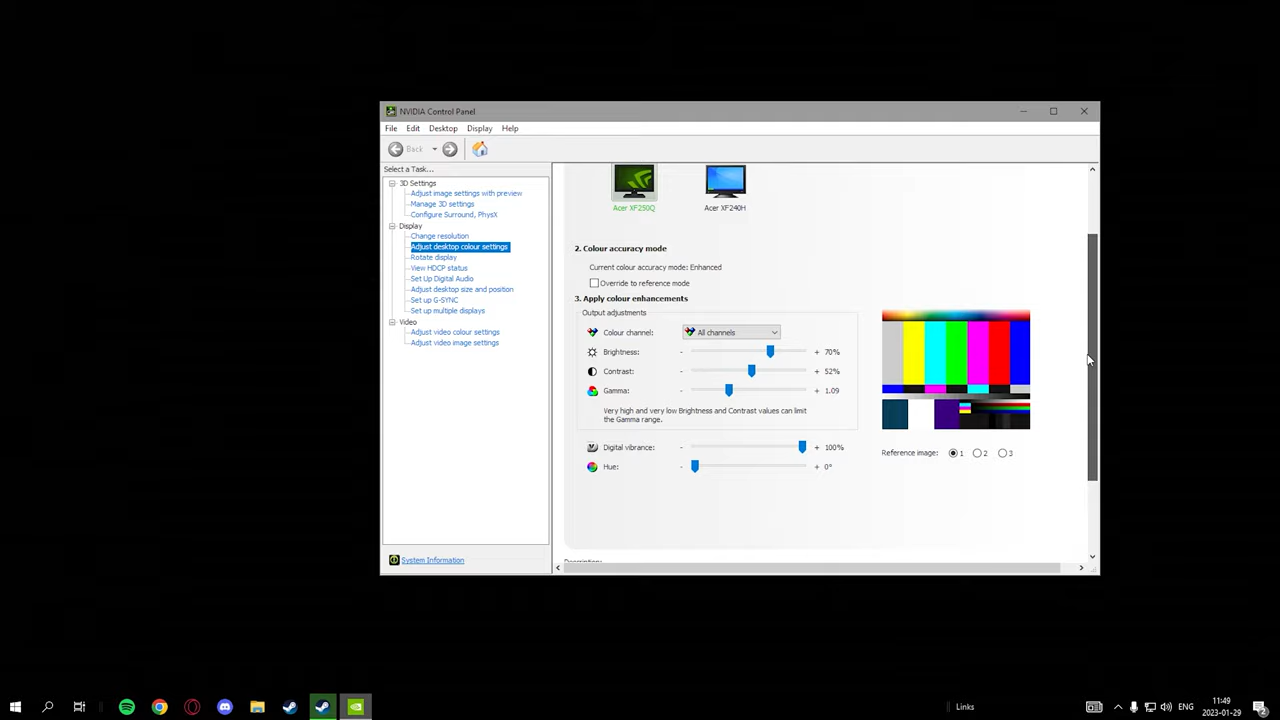 NVIDIA Control Panel
File Edit Desktop Display Help
Back
Select a Task...
3D Settings
Adjust image settings with preview
Manage 3D settings
Configure Surround, PhysX
Display
Change resolution
Adjust desktop colour settings
Rotate display
View HDCP status
Set Up Digital Audio
Adjust desktop size and position
Set up G-SYNC
Set up multiple displays
Video
Adjust video colour settings
Adjust video image settings
System Information
Acer XF250Q Acer XF240H
2. Colour accuracy mode
Current colour accuracy mode: Enhanced
Override to reference mode
3. Apply colour enhancements
Output adjustments
Colour channel: All channels
Brightness: - + 70%
Contrast: - + 52%
Gamma: - + 1.09
Very high and very low Brightness and Contrast values can limit
the Gamma range.
Digital vibrance: - + 100%
Hue: - + 0°
Reference image: 1 2 3
Description:
Links ENG 11:49
2023-01-29 2